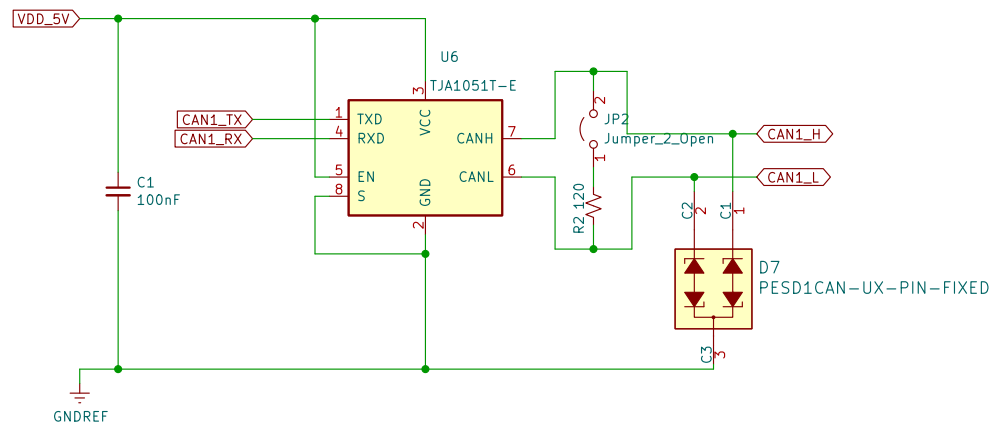 VDD_5V
U6
TJA1051T-E
3
VCC
CAN1_TX
1
TXD
CAN1_RX
4
RXD
CANH
7
5
EN
CANL
6
8
S
GND
2
C1
100nF
2
JP2
Jumper_2_Open
1
R2 120
CAN1_H
CAN1_L
C2
2
C1
1
D7
PESD1CAN-UX-PIN-FIXED
C3
3
GNDREF